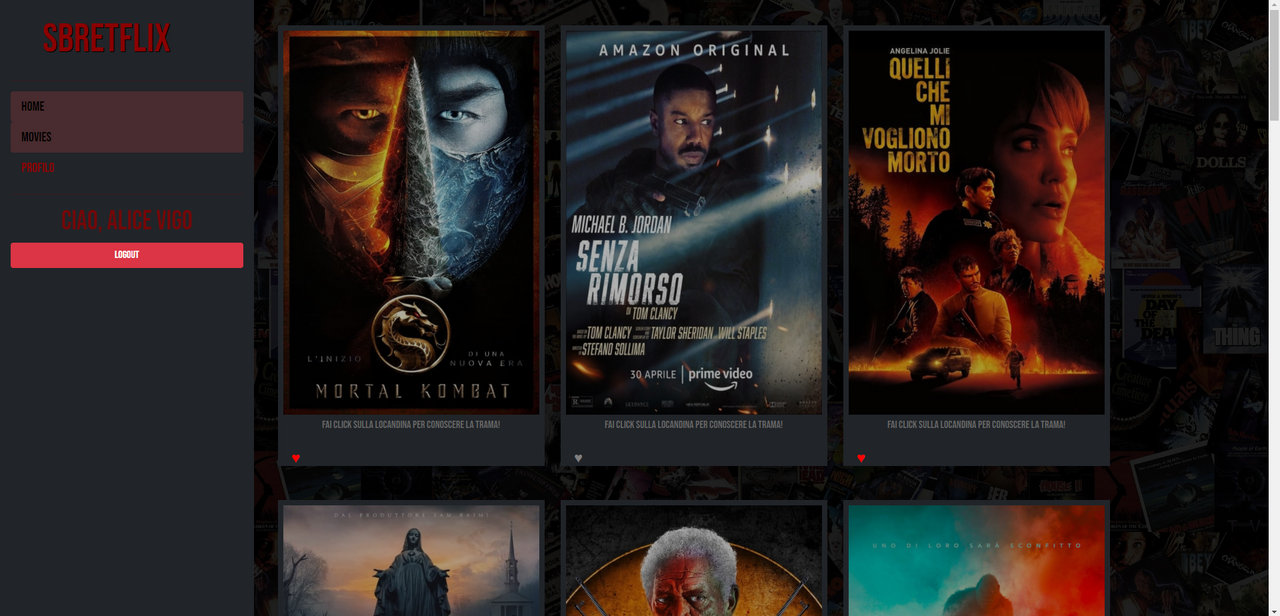 SBRETFLIX
HOME
MOVIES
PROFILO
CIAO, ALICE VIGO
LOGOUT
L'INIZIO
DI UNA
NUOVA ERA
MORTAL KOMBAT
FAI CLICK SULLA LOCANDINA PER CONOSCERE LA TRAMA!
♥
AMAZON ORIGINAL
MICHAEL B. JORDAN
SENZA
RIMORSO
DI TOM CLANCY
TOM CLANCY
TAYLOR SHERIDAN
WILL STAPLES
STEFANO SOLLIMA
30 APRILE | prime video
FAI CLICK SULLA LOCANDINA PER CONOSCERE LA TRAMA!
♥
ANGELINA JOLIE
QUELLI
CHE
MI
VOGLIONO
MORTO
FAI CLICK SULLA LOCANDINA PER CONOSCERE LA TRAMA!
♥
DOLLS
DAY
THING
DAL PRODUTTORE SAM RAIMI
UNO DI LORO SARÀ SCONFITTO